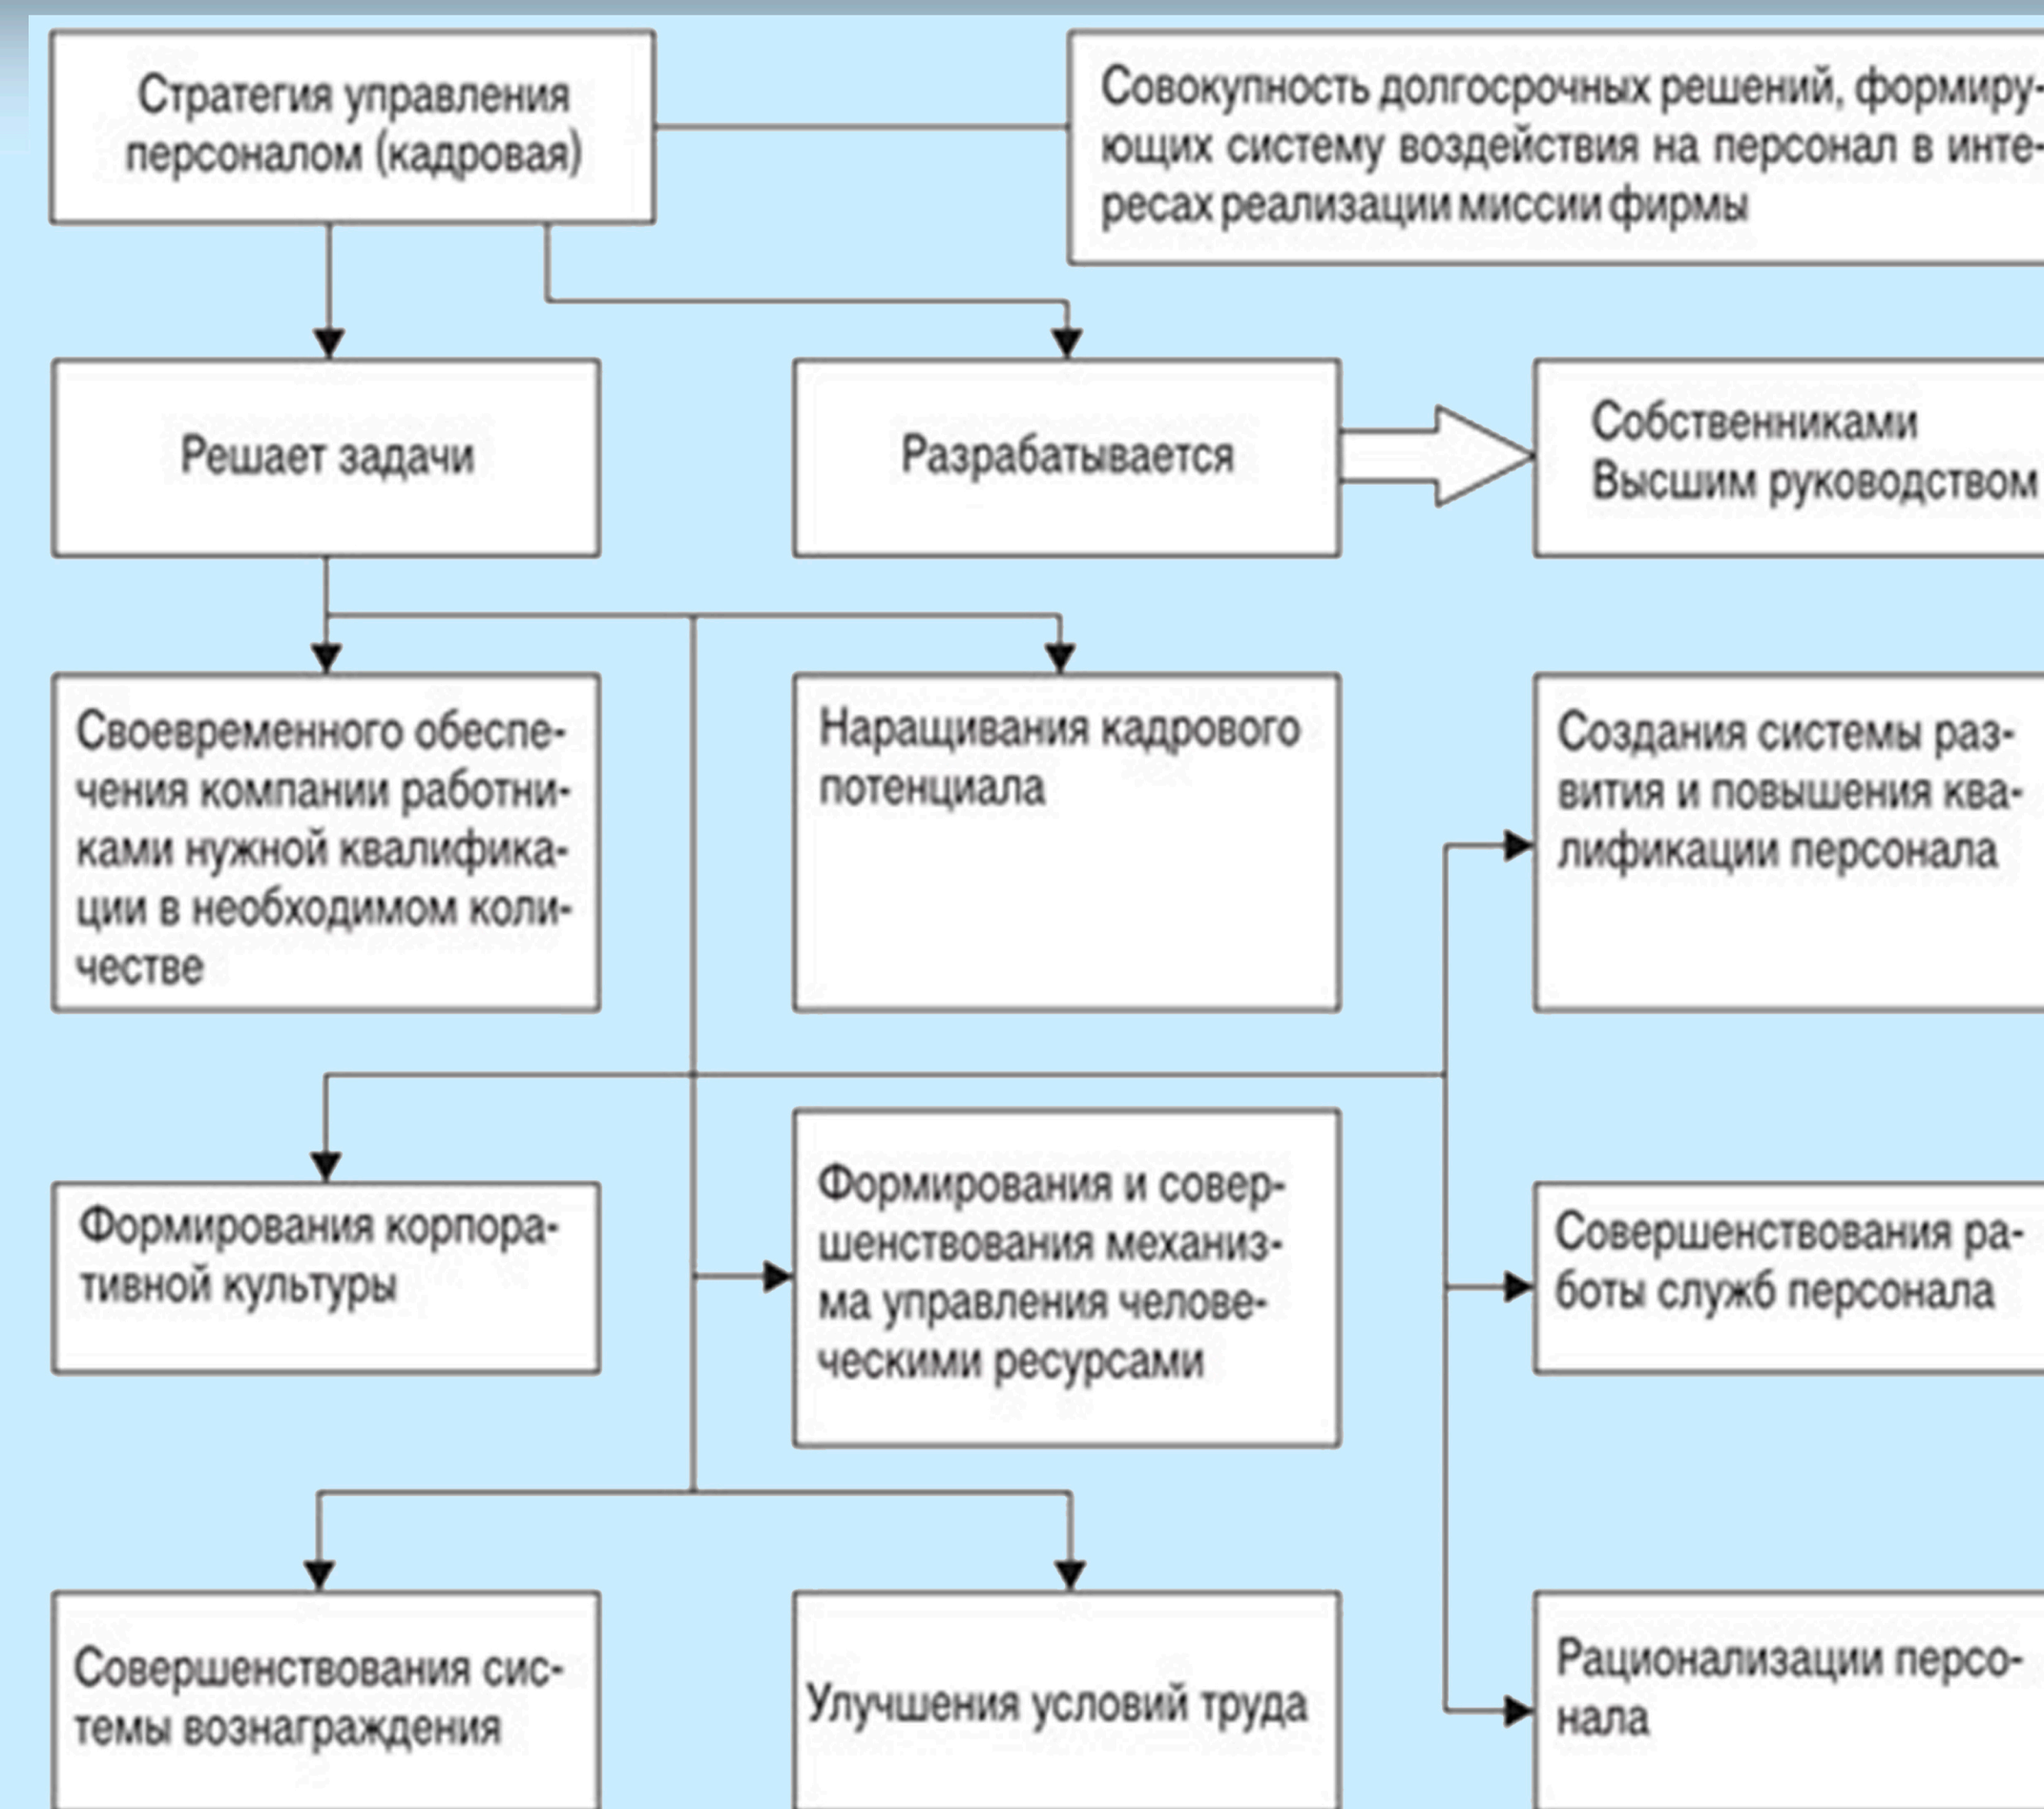 Стратегия управления
персоналом (кадровая)
Совокупность долгосрочных решений, формиру-
ющих систему воздействия на персонал в инте-
ресах реализации миссии фирмы
Решает задачи
Разрабатывается
Собственниками
Высшим руководством
Своевременного обеспе-
чения компании работни-
ками нужной квалифика-
ции в необходимом коли-
честве
Наращивания кадрового
потенциала
Создания системы раз-
вития и повышения ква-
лификации персонала
Формирования корпора-
тивной культуры
Формирования и совер-
шенствования механиз-
ма управления челове-
ческими ресурсами
Совершенствования ра-
боты служб персонала
Совершенствования сис-
темы вознаграждения
Улучшения условий труда
Рационализации персо-
нала